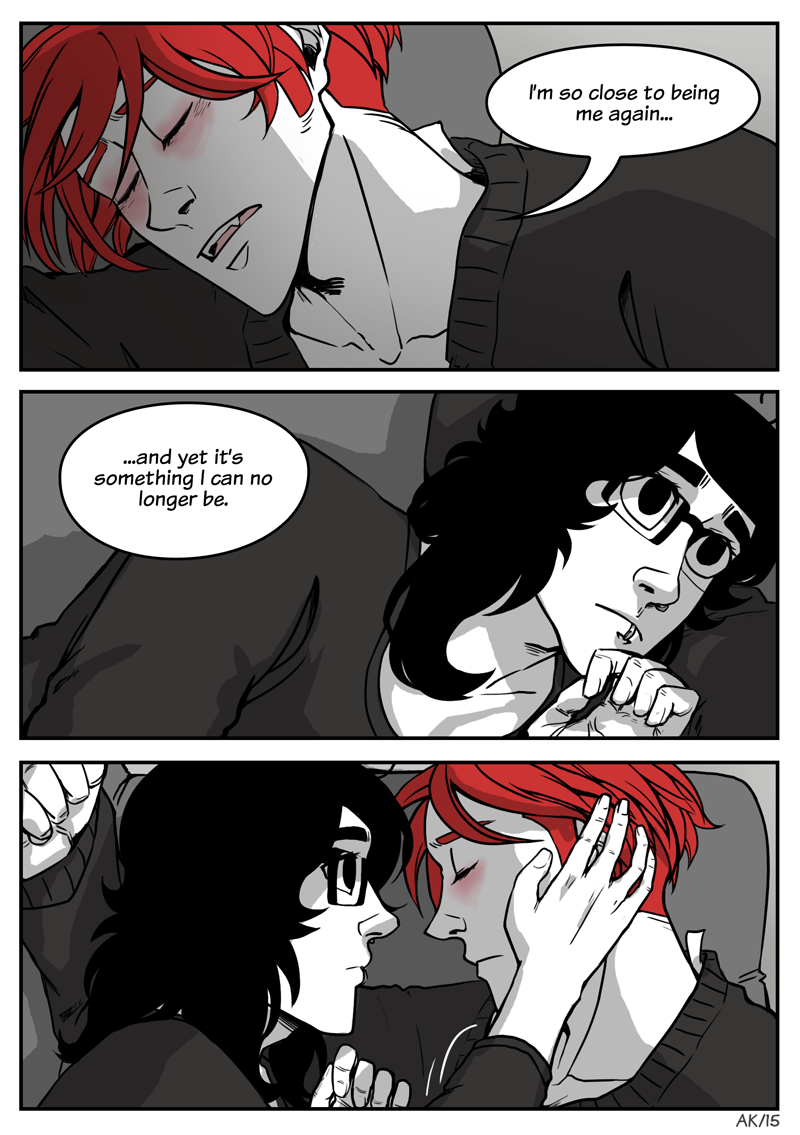 I'm so close to being
me again...
...and yet it's
something I can no
longer be.
AK/15